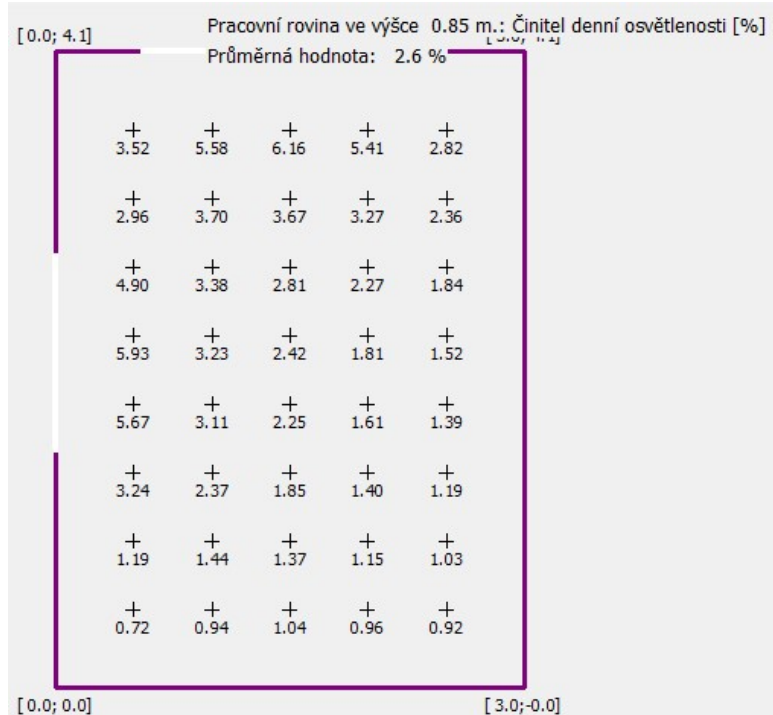 Pracovní rovina ve výšce 0.85 m.: Činitel denní osvětlenosti [%]
[0.0; 4.1]
Průměrná hodnota: 2.6 %
3.52 5.58 6.16 5.41 2.82
2.96 3.70 3.67 3.27 2.36
4.90 3.38 2.81 2.27 1.84
5.93 3.23 2.42 1.81 1.52
5.67 3.11 2.25 1.61 1.39
3.24 2.37 1.85 1.40 1.19
1.19 1.44 1.37 1.15 1.03
0.72 0.94 1.04 0.96 0.92
[0.0; 0.0] [3.0;-0.0]